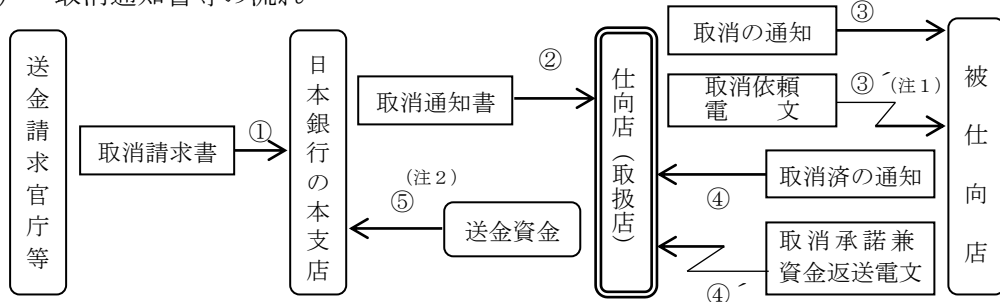 ） 取消通知書等の流れ
送金請求官庁等
取消請求書
①
日本銀行の本支店
取消通知書
②
（注２）
⑤
送金資金
仕向店（取扱店）
取消の通知
③
取消依頼
電文
③´（注１）
取消済の通知
④
取消承諾兼
資金返送電文
④´
被仕向店